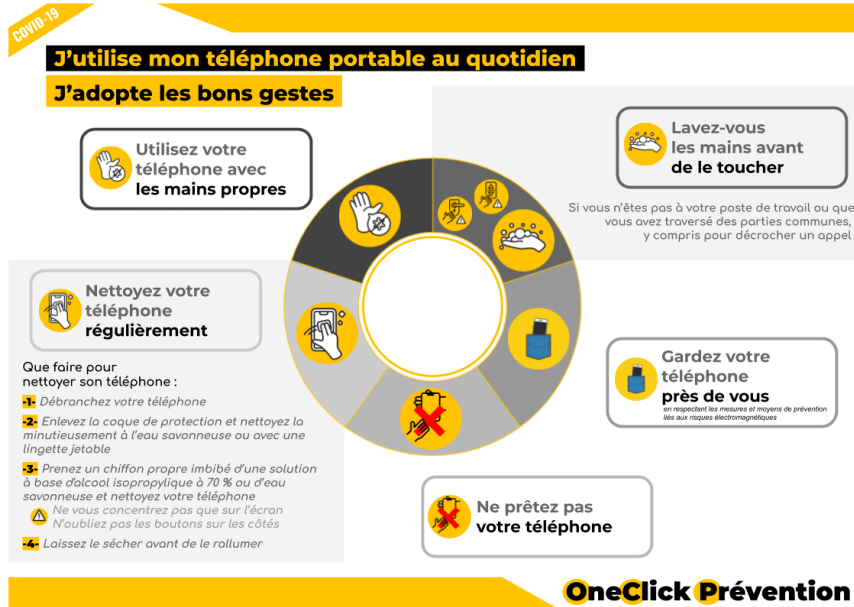 COVID-19
J'utilise mon téléphone portable au quotidien
J'adopte les bons gestes
Utilisez votre
téléphone avec
les mains propres
Lavez-vous
les mains avant
de le toucher
Si vous n'êtes pas à votre poste de travail ou que
vous avez traversé des parties communes,
y compris pour décrocher un appel
Nettoyez votre
téléphone
régulièrement
Que faire pour
nettoyer son téléphone :
-1- Débranchez votre téléphone
-2- Enlevez la coque de protection et nettoyez la
minutieusement à l'eau savonneuse ou avec une
lingette jetable
-3- Prenez un chiffon propre imbibé d'une solution
à base d'alcool isopropylique à 70 % ou d'eau
savonneuse et nettoyez votre téléphone
Ne vous concentrez pas que sur l'écran
N'oubliez pas les boutons sur les côtés
-4- Laissez le sécher avant de le rallumer
Gardez votre
téléphone
près de vous
en respectant les mesures et moyens de prévention
liés aux risques électromagnétiques
Ne prêtez pas
votre téléphone
OneClick Prévention